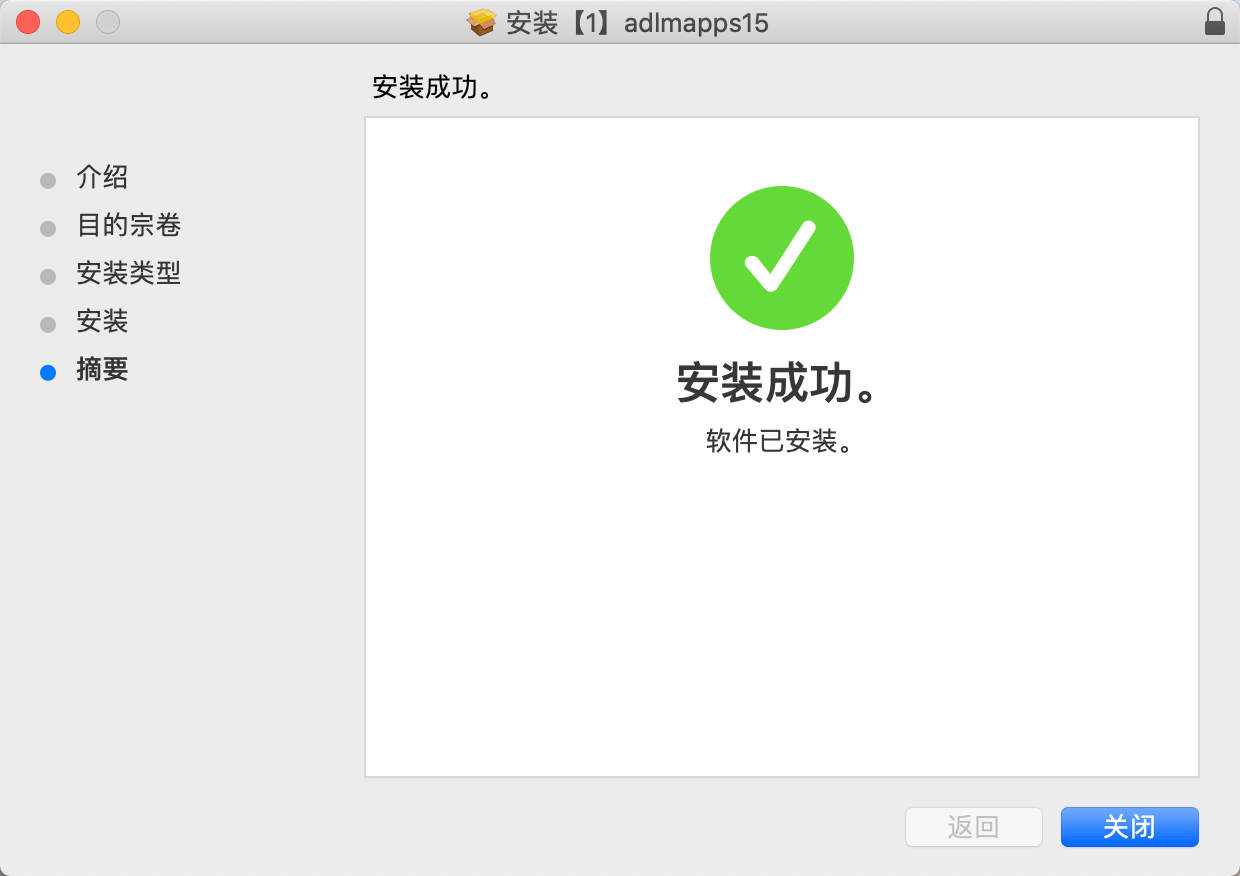 安装【1】adlmapps15
安装成功。
介绍
目的宗卷
安装类型
安装
摘要
安装成功。
软件已安装。
返回
关闭